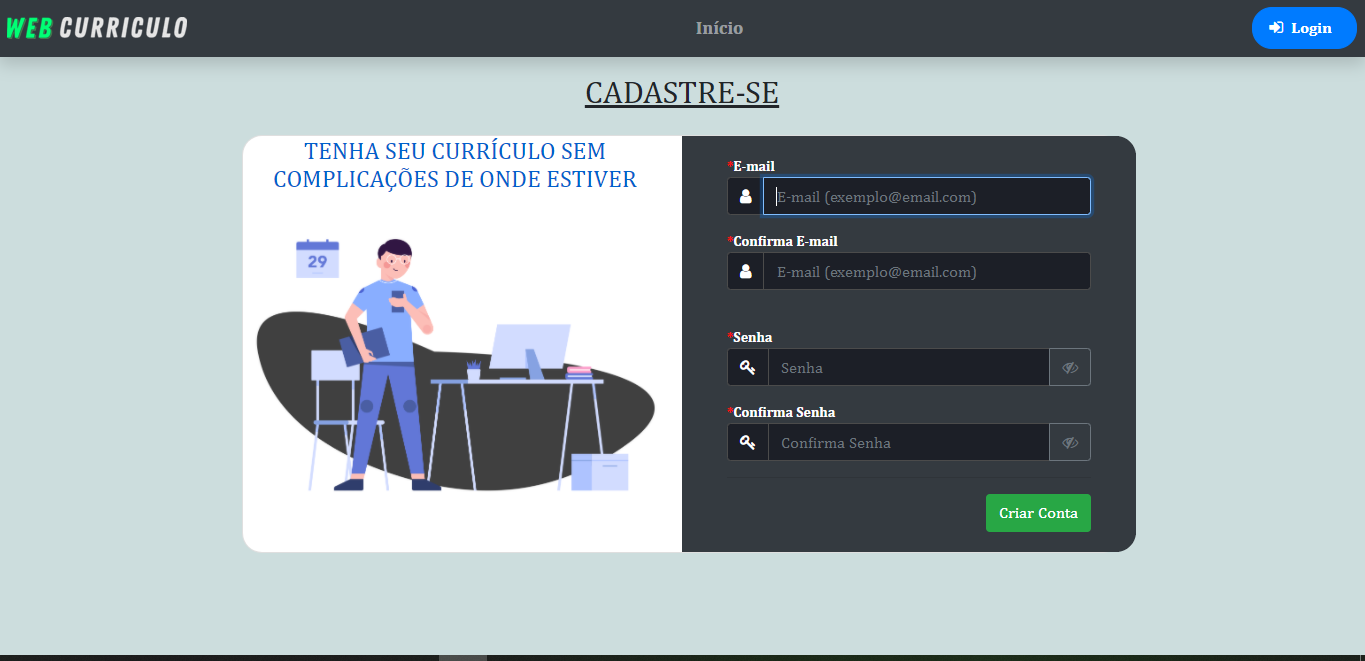 WEB CURRICULO
Início
Login
CADASTRE-SE
TENHA SEU CURRÍCULO SEM
COMPLICAÇÕES DE ONDE ESTIVER
29
*E-mail
E-mail (exemplo@email.com)
*Confirma E-mail
E-mail (exemplo@email.com)
*Senha
Senha
*Confirma Senha
Confirma Senha
Criar Conta